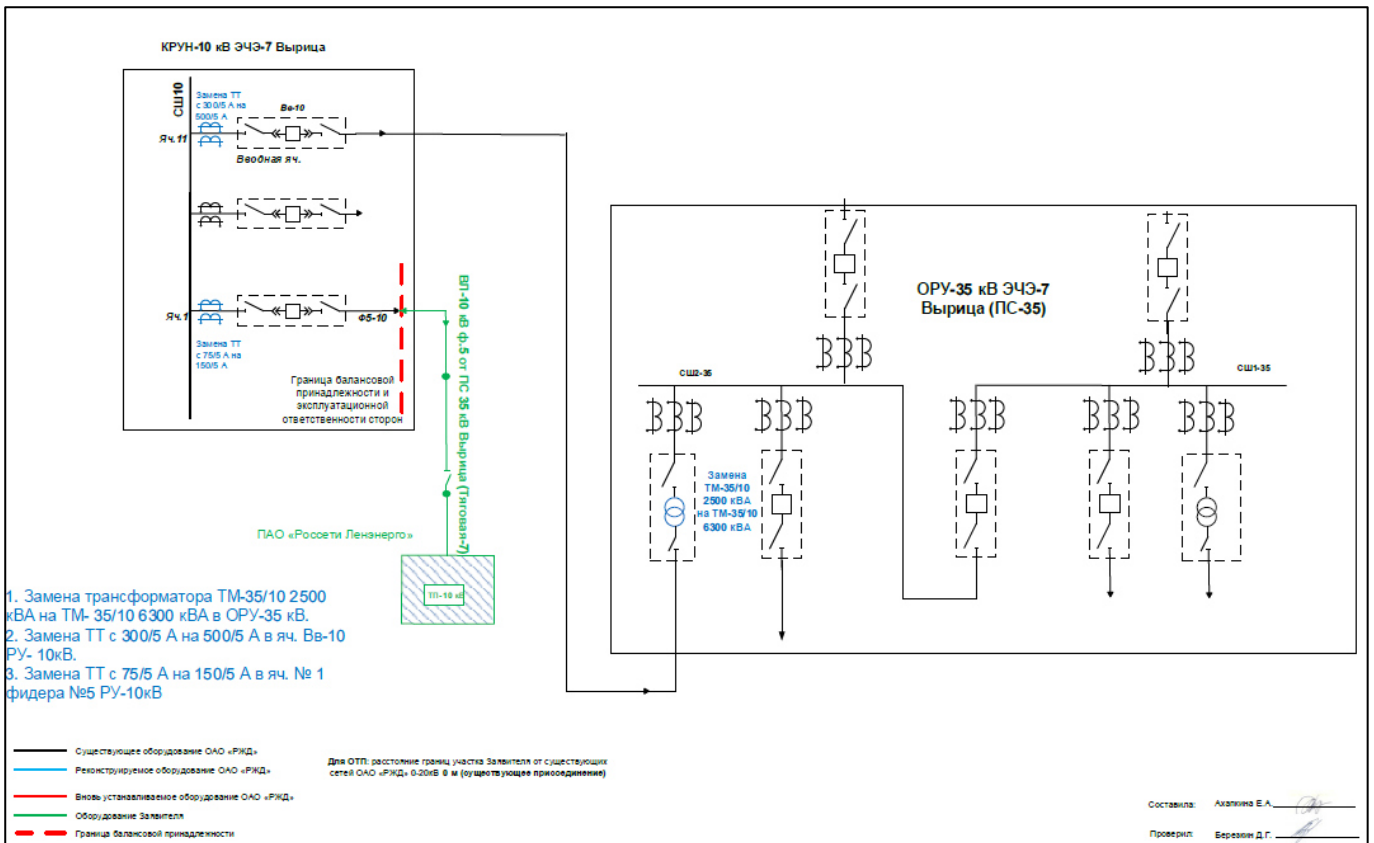 КРУН-10 кВ ЭЧЭ-7 Вырица
СШ10
Замена ТТ
с 300/5 А на
500/5 А
Вв-10
Яч.11
Вводная яч.
Яч.1
Ф5-10
Замена ТТ
с 75/5 А на
150/5 А
Граница балансовой
принадлежности и
эксплуатационной
ответственности сторон
ВЛ-10 кВ ф.5 от ПС 35 кВ Вырица (Тяговая-7)
ПАО «Россети Ленэнерго»
ТП-10 кВ
ОРУ-35 кВ ЭЧЭ-7
Вырица (ПС-35)
СШ2-35
СШ1-35
Замена
ТМ-35/10
2500 кВА
на ТМ-35/10
6300 кВА
1. Замена трансформатора ТМ-35/10 2500
кВА на ТМ- 35/10 6300 кВА в ОРУ-35 кВ.
2. Замена ТТ с 300/5 А на 500/5 А в яч. Вв-10
РУ- 10кВ.
3. Замена ТТ с 75/5 А на 150/5 А в яч. № 1
фидера №5 РУ-10кВ
Существующее оборудование ОАО «РЖД»
Реконструируемое оборудование ОАО «РЖД»
Вновь устанавливаемое оборудование ОАО «РЖД»
Оборудование Заявителя
Граница балансовой принадлежности
Для ОТП: расстояние границ участка Заявителя от существующих
сетей ОАО «РЖД» 0-20кВ 0 м (существующее присоединение)
Составила: Ахапкина Е.А.
Проверил: Березкин Д.Г.